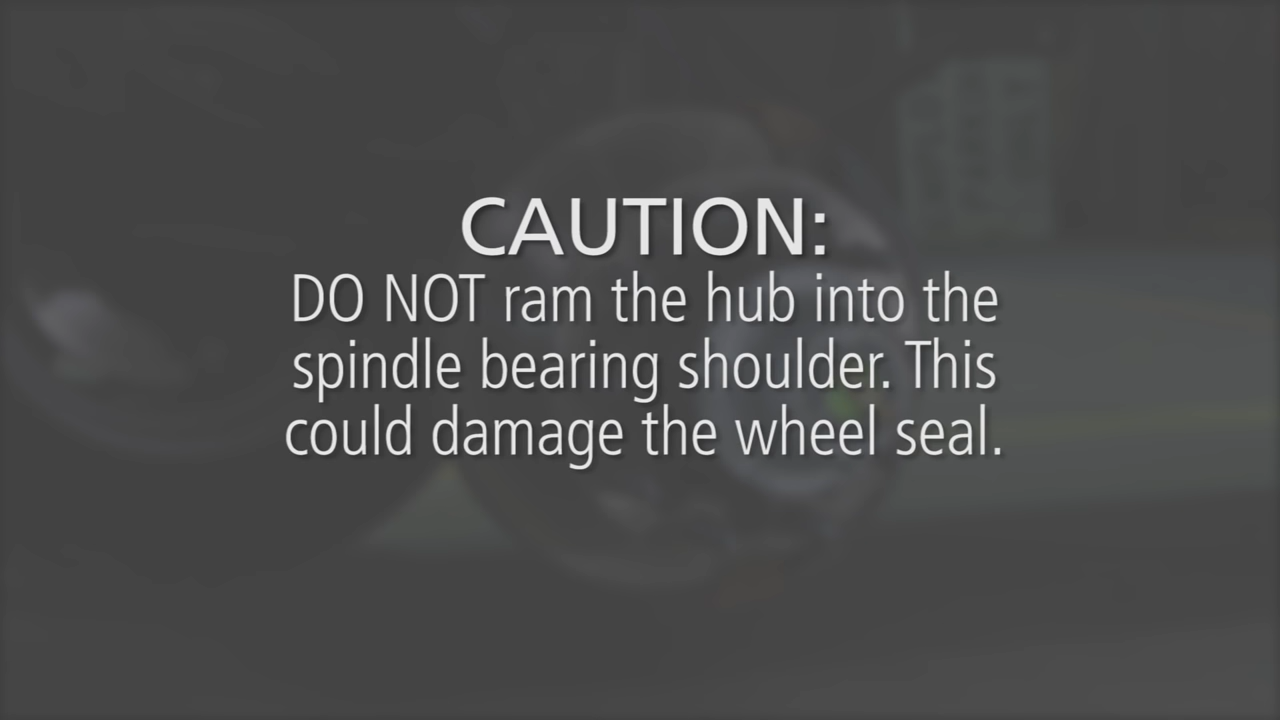 CAUTION:
DO NOT ram the hub into the
spindle bearing shoulder. This
could damage the wheel seal.